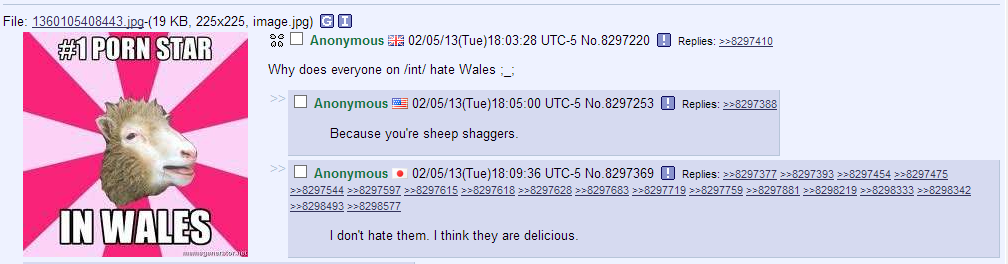 File: 1360105408443.jpg-(19 KB, 225x225, image.jpg) G I
#1 PORN STAR
IN WALES
memegenerator.net
Anonymous 02/05/13(Tue)18:03:28 UTC-5 No.8297220 ! Replies: >>8297410
Why does everyone on /int/ hate Wales ;_;
>> Anonymous 02/05/13(Tue)18:05:00 UTC-5 No.8297253 ! Replies: >>8297388
Because you're sheep shaggers.
>> Anonymous 02/05/13(Tue)18:09:36 UTC-5 No.8297369 ! Replies: >>8297377 >>8297393 >>8297454 >>8297475
>>8297544 >>8297597 >>8297615 >>8297618 >>8297628 >>8297683 >>8297719 >>8297759 >>8297881 >>8298219 >>8298333 >>8298342
>>8298493 >>8298577
I don't hate them. I think they are delicious.